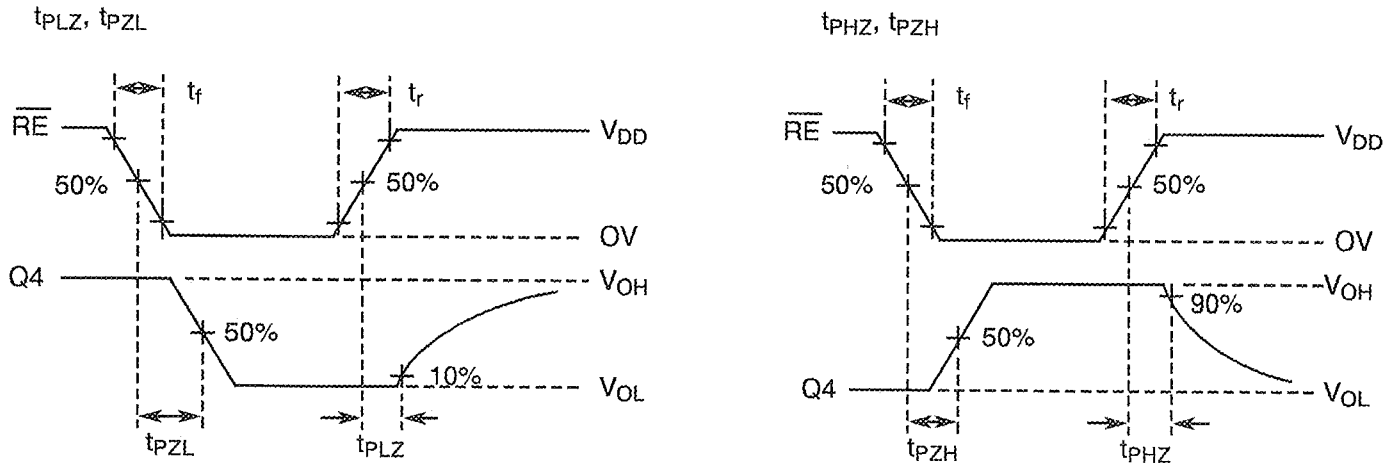 tPLZ, tPZL
tf
tr
RE
VDD
50%
50%
OV
Q4
VOH
50%
10%
VOL
tPZL
tPLZ
tPHZ, tPZH
tf
tr
RE
VDD
50%
50%
OV
VOH
90%
50%
Q4
VOL
tPZH
tPHZ